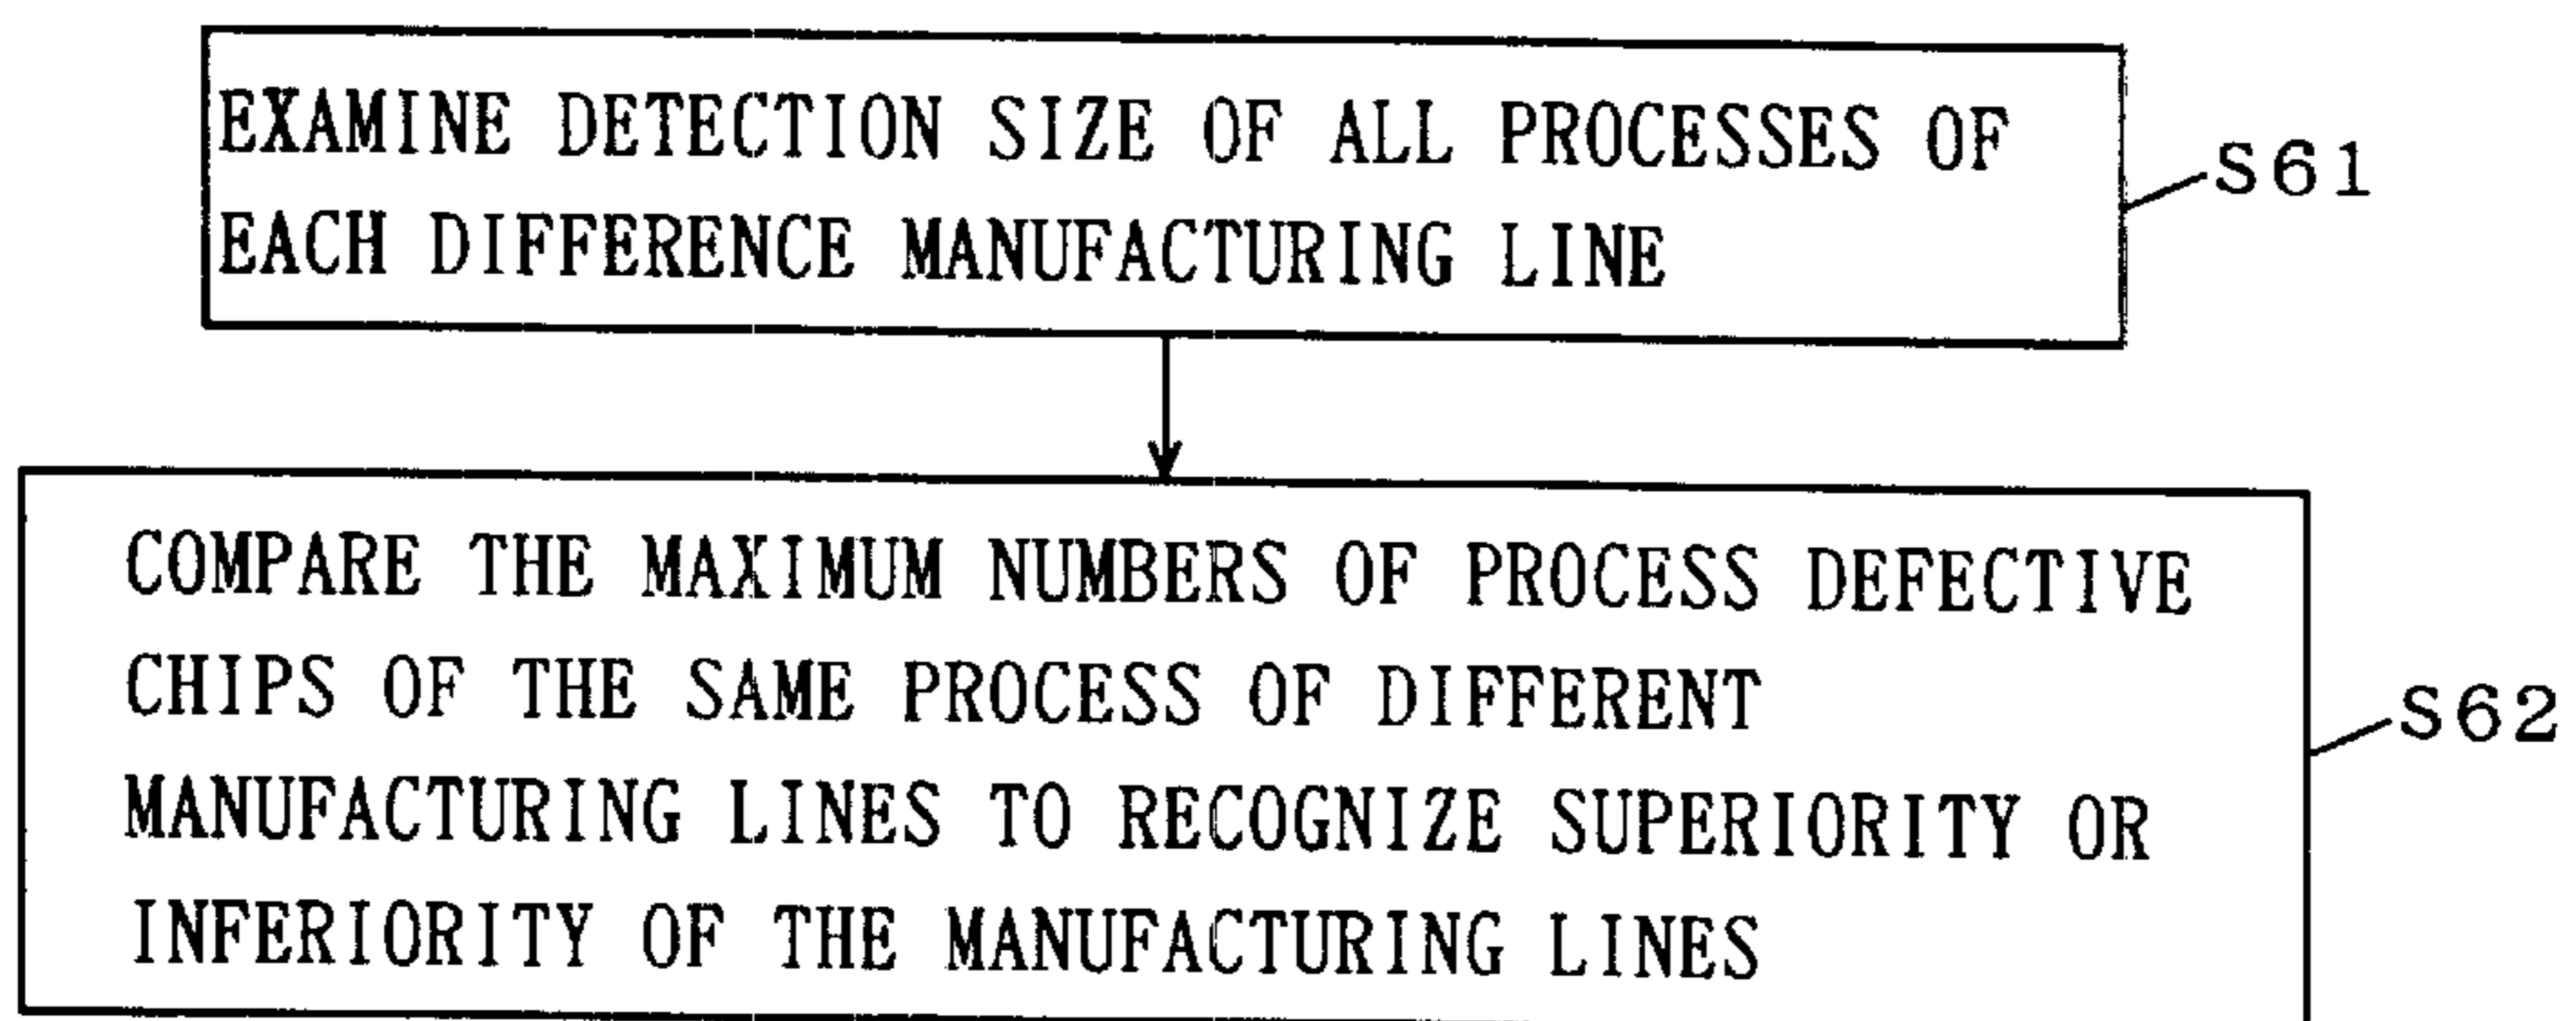 EXAMINE DETECTION SIZE OF ALL PROCESSES OF
EACH DIFFERENCE MANUFACTURING LINE
S61
COMPARE THE MAXIMUM NUMBERS OF PROCESS DEFECTIVE
CHIPS OF THE SAME PROCESS OF DIFFERENT
MANUFACTURING LINES TO RECOGNIZE SUPERIORITY OR
INFERIORITY OF THE MANUFACTURING LINES
S62